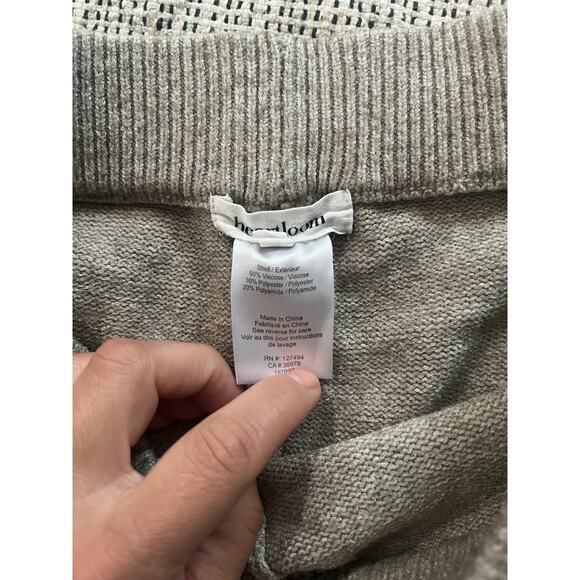 heartloom
Shell / Extérieur:
50% Viscose / Viscose
30% Polyester / Polyester
20% Polyamide / Polyamide
Made in China
Fabriqué en Chine
See reverse for care
Voir au dos pour instructions
de lavage
RN #: 127494
CA #:36979